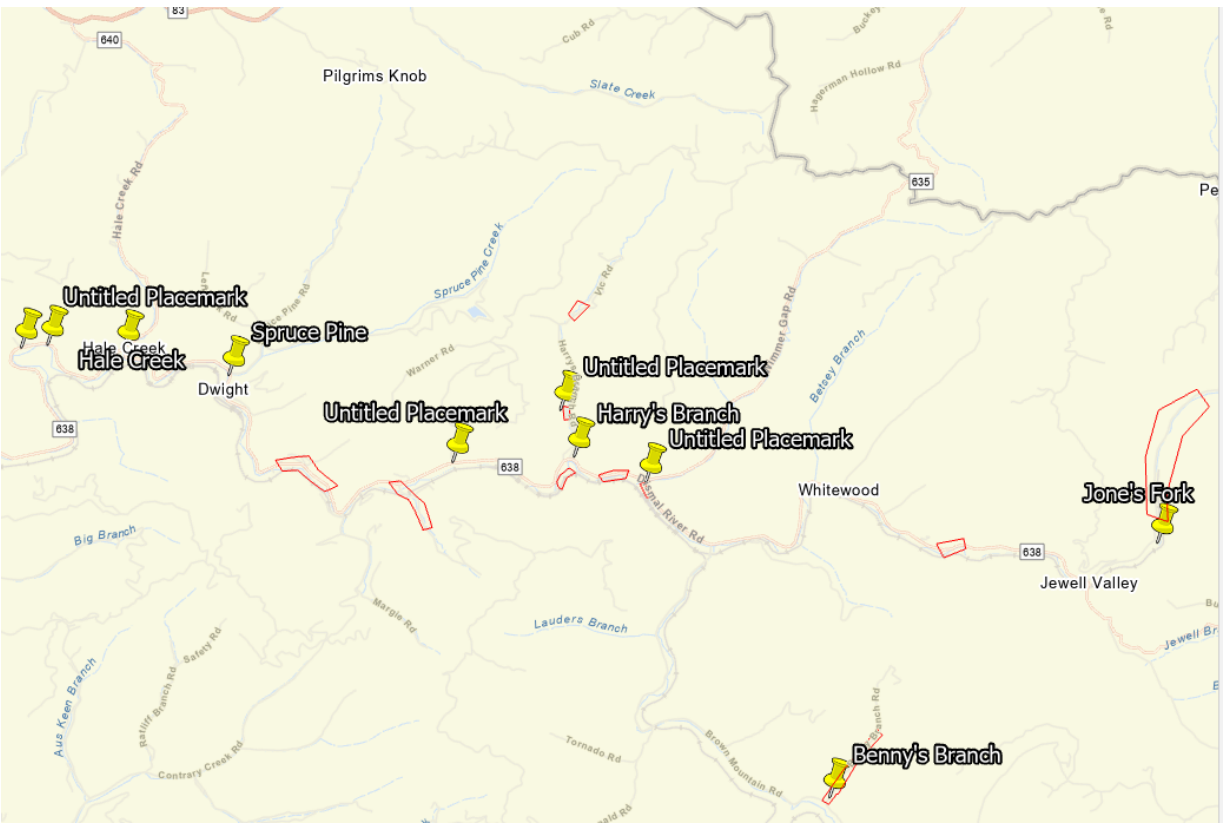 83
640
Cub Rd
Pilgrims Knob
Slate Creek
Hagerman Hollow Rd
635
Hale Creek Rd
Spruce Pine Creek
Vic Rd
Untitled Placemark
Hale Creek
Hale Creek
Spruce Pine
Dwight
Warner Rd
Untitled Placemark
Untitled Placemark
Harry's Branch
Untitled Placemark
Betsey Branch
638
638
Dismal River Rd
Whitewood
Jone's Fork
638
Jewell Valley
Big Branch
Margie Rd
Lauders Branch
Safety Rd
Ratliff Branch Rd
Aus Keen Branch
Contrary Creek Rd
Tornado Rd
Brown Mountain Rd
Benny's Branch